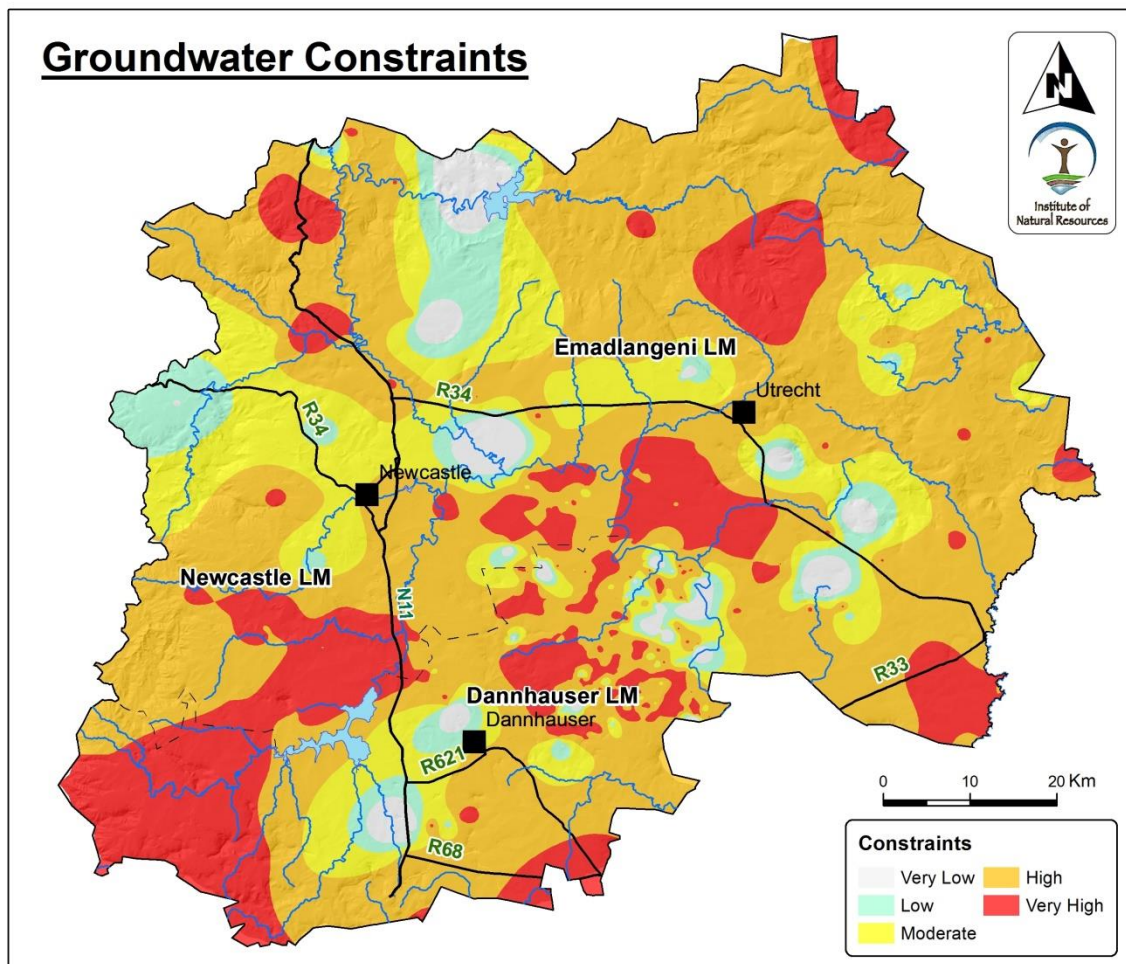 Groundwater Constraints
N
Institute of
Natural Resources
Emadlangeni LM
R34
Utrecht
R34
Newcastle
Newcastle LM
N11
R33
Dannhauser LM
Dannhauser
R621
R68
0 10 20 Km
Constraints
Very Low
High
Low
Very High
Moderate